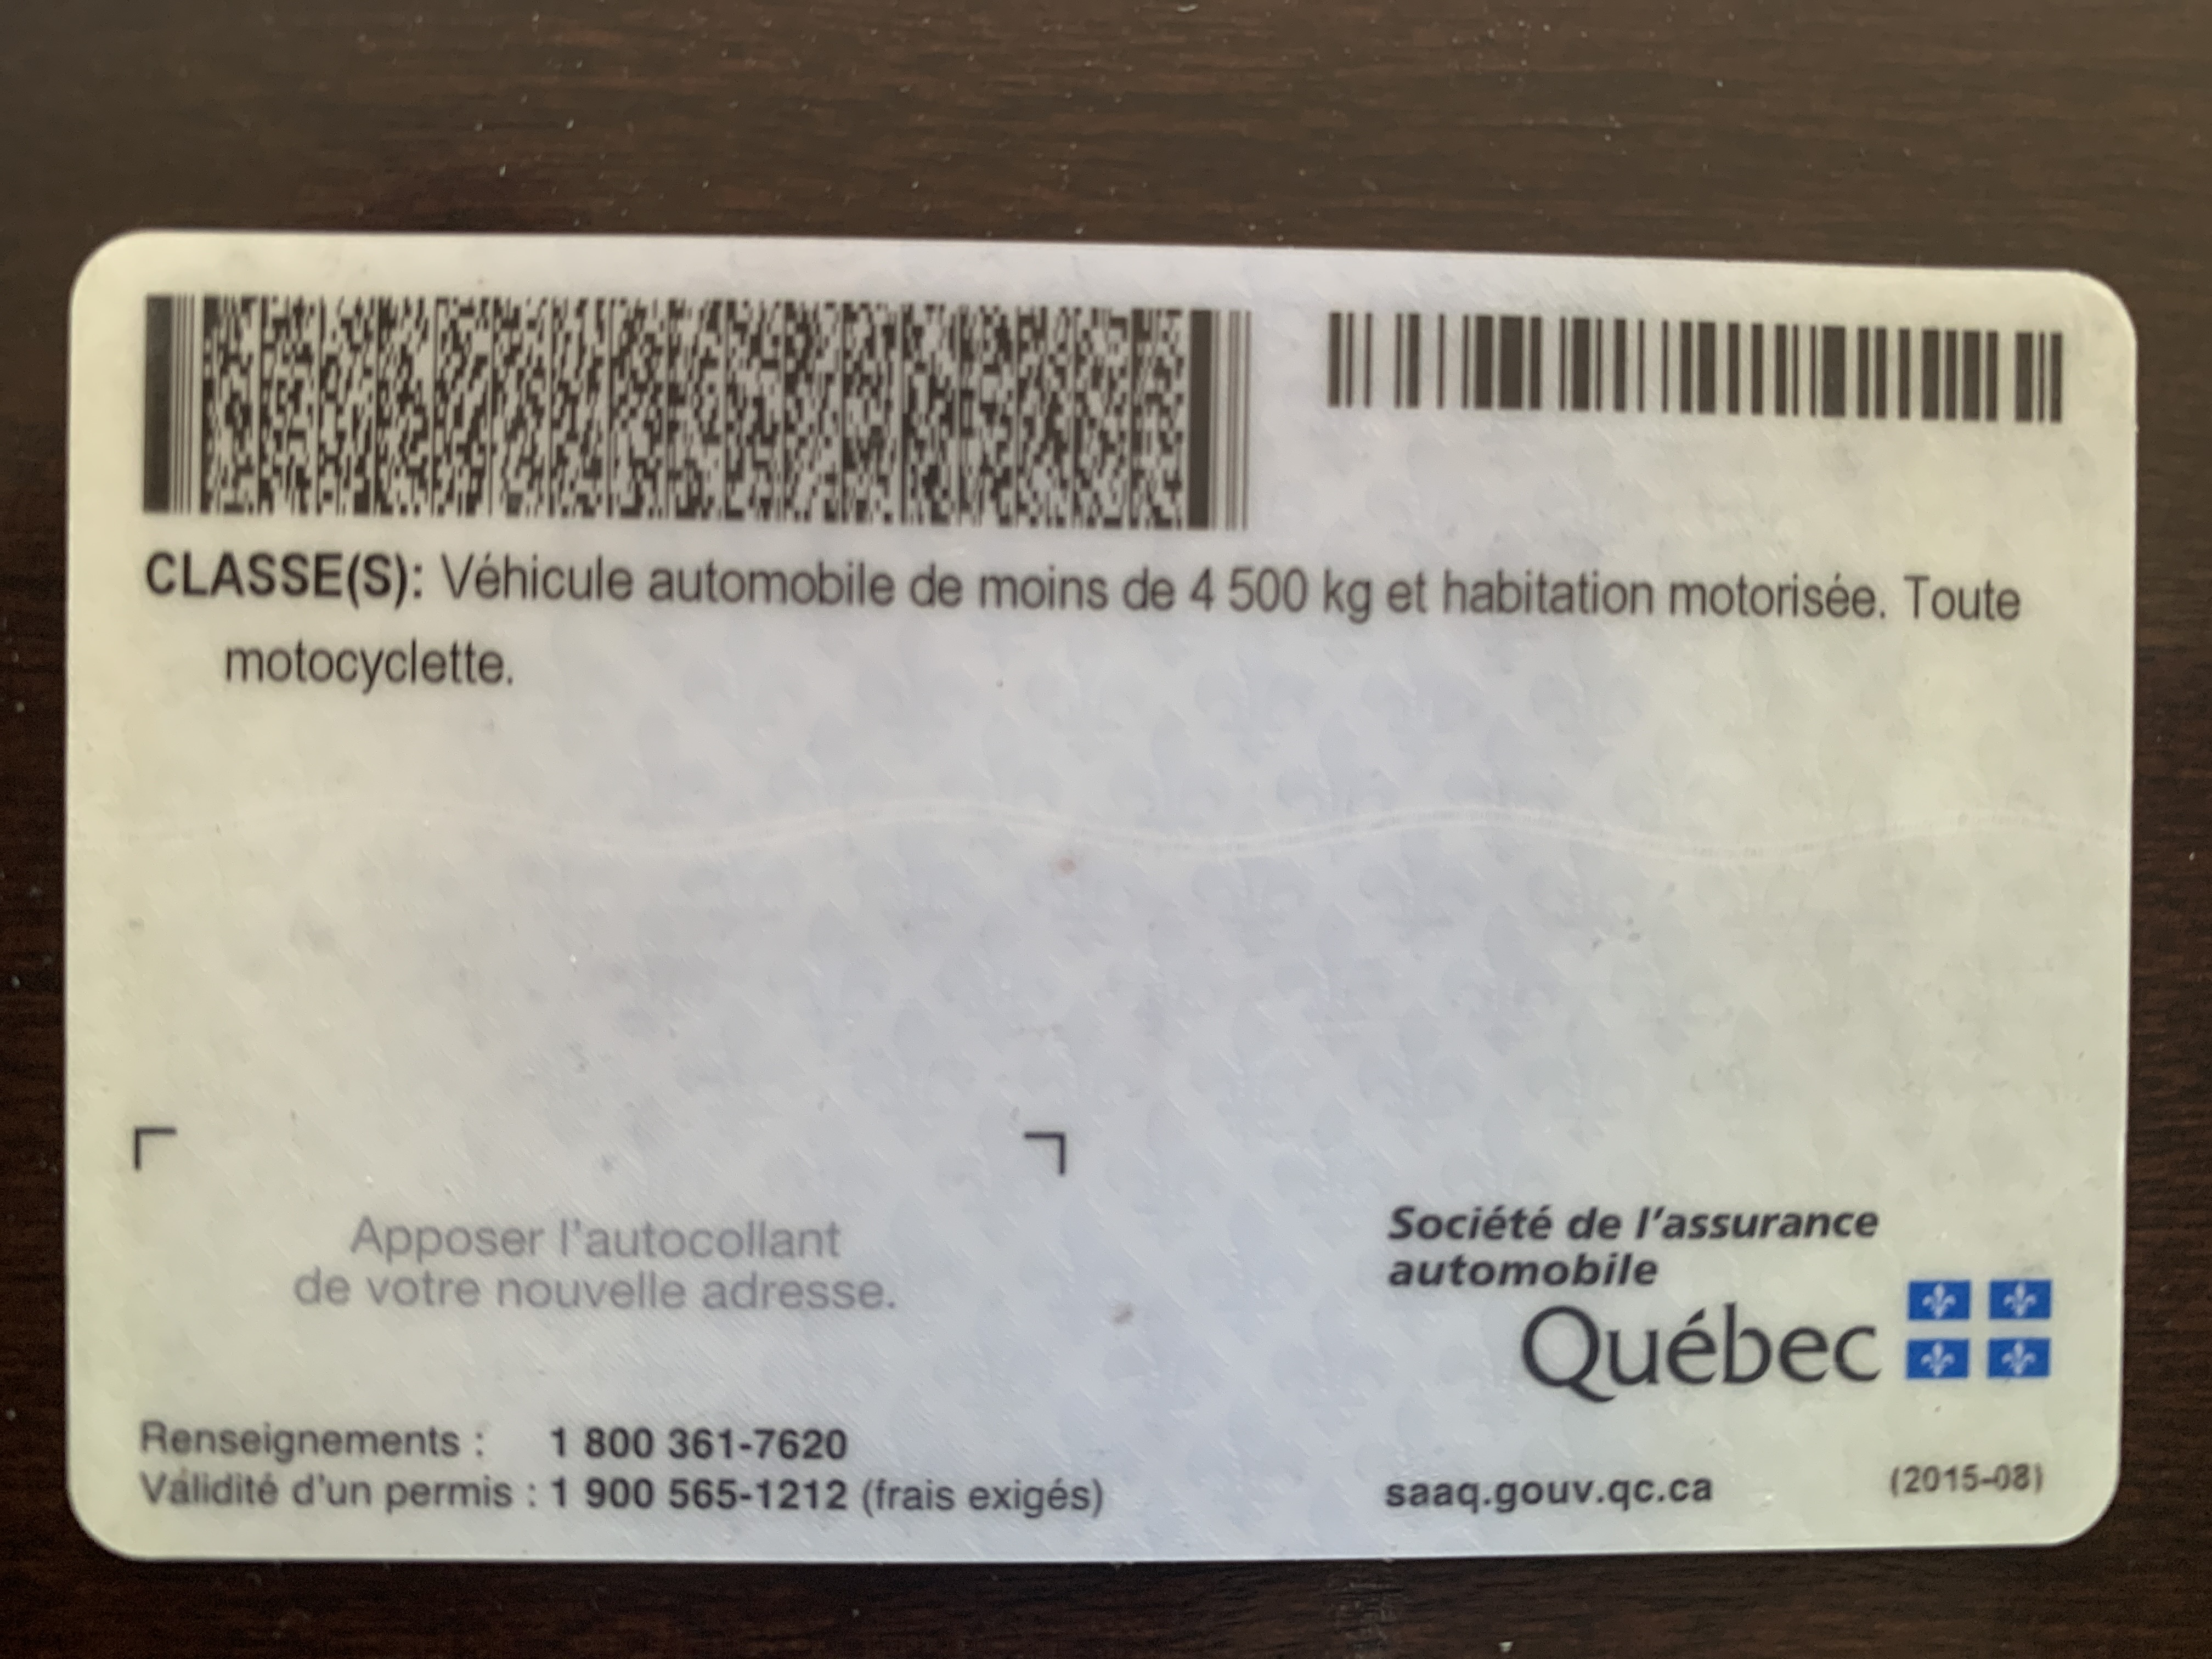 CLASSE(S): Véhicule automobile de moins de 4 500 kg et habitation motorisée. Toute
motocyclette.
Apposer l'autocollant
de votre nouvelle adresse.
Société de l'assurance
automobile
Québec
Renseignements : 1 800 361-7620
Validité d'un permis : 1 900 565-1212 (frais exigés)
saaq.gouv.qc.ca
(2015-08)